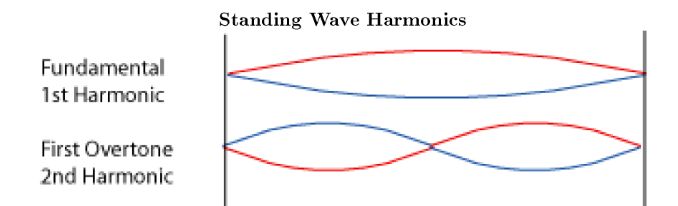 Standing Wave Harmonics
Fundamental
1st Harmonic
First Overtone
2nd Harmonic